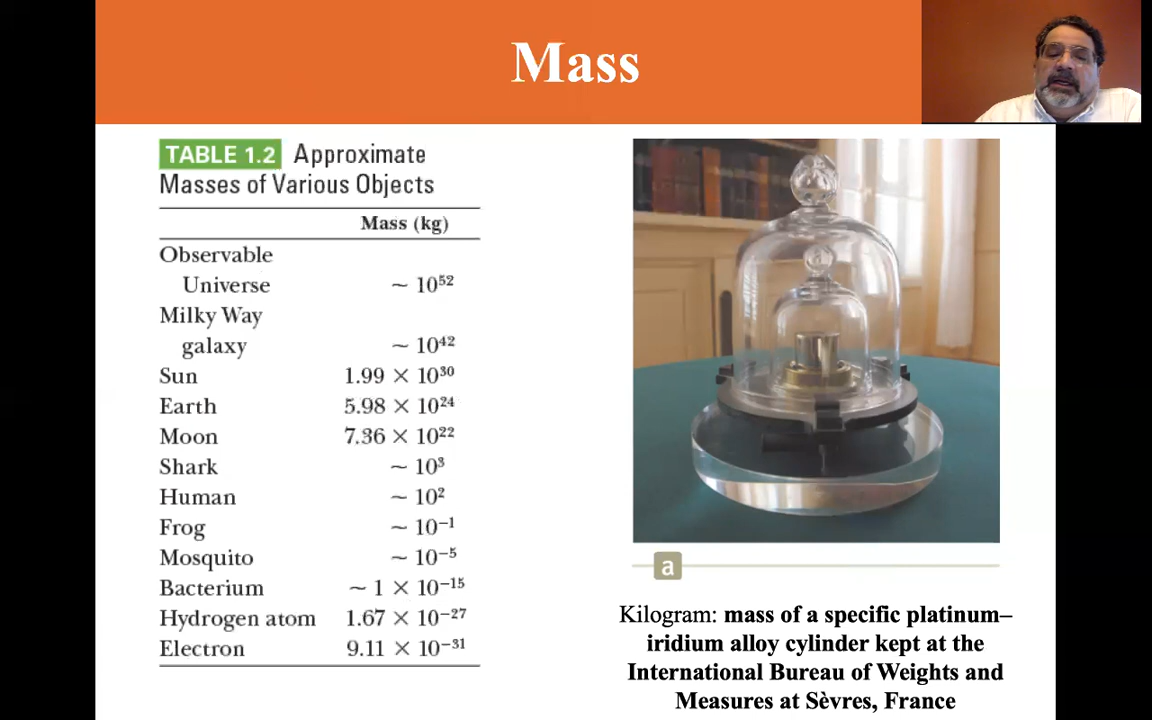 Mass
TABLE 1.2 Approximate
Masses of Various Objects
Mass (kg)
Observable
Universe ~ 10⁵²
Milky Way
galaxy ~ 10⁴²
Sun 1.99 × 10³⁰
Earth 5.98 × 10²⁴
Moon 7.36 × 10²²
Shark ~ 10³
Human ~ 10²
Frog ~ 10⁻¹
Mosquito ~ 10⁻⁵
Bacterium ~ 1 × 10⁻¹⁵
Hydrogen atom 1.67 × 10⁻²⁷
Electron 9.11 × 10⁻³¹
a
Kilogram: mass of a specific platinum–
iridium alloy cylinder kept at the
International Bureau of Weights and
Measures at Sèvres, France